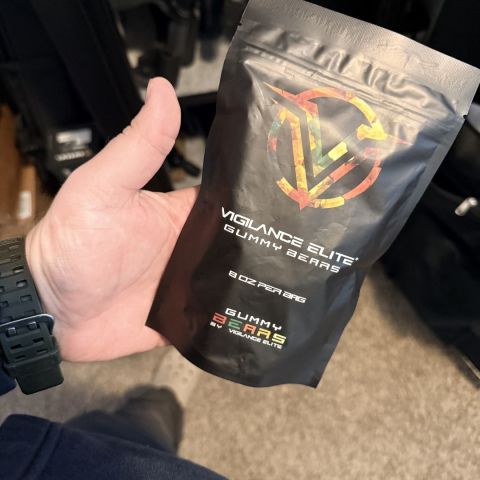 VIGILANCE ELITE®
GUMMY BEARS
8 OZ PER BAG
GUMMY
BEARS
BY VIGILANCE ELITE